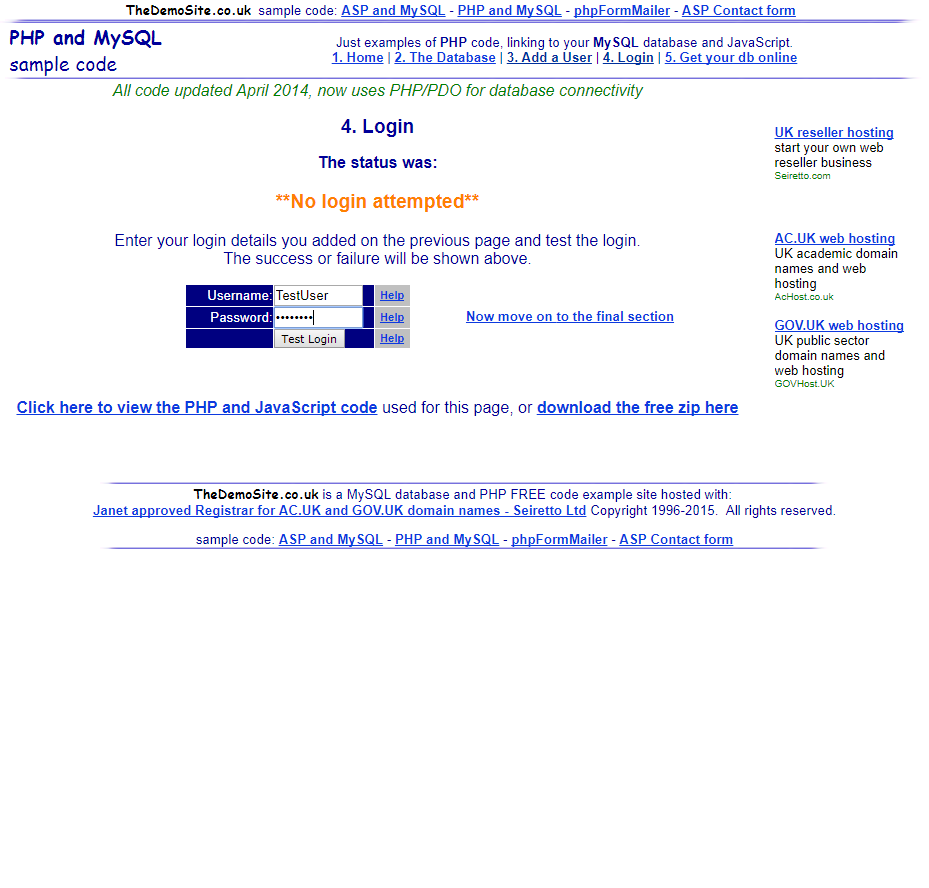 TheDemoSite.co.uk sample code: ASP and MySQL - PHP and MySQL - phpFormMailer - ASP Contact form
PHP and MySQL
sample code
Just examples of PHP code, linking to your MySQL database and JavaScript.
1. Home | 2. The Database | 3. Add a User | 4. Login | 5. Get your db online
All code updated April 2014, now uses PHP/PDO for database connectivity
4. Login
The status was:
**No login attempted**
Enter your login details you added on the previous page and test the login.
The success or failure will be shown above.
Username: TestUser Help
Password: •••••••• Help
Test Login Help
Now move on to the final section
Click here to view the PHP and JavaScript code used for this page, or download the free zip here
UK reseller hosting
start your own web
reseller business
Seiretto.com
AC.UK web hosting
UK academic domain
names and web
hosting
AcHost.co.uk
GOV.UK web hosting
UK public sector
domain names and
web hosting
GOVHost.UK
TheDemoSite.co.uk is a MySQL database and PHP FREE code example site hosted with:
Janet approved Registrar for AC.UK and GOV.UK domain names - Seiretto Ltd Copyright 1996-2015. All rights reserved.
sample code: ASP and MySQL - PHP and MySQL - phpFormMailer - ASP Contact form